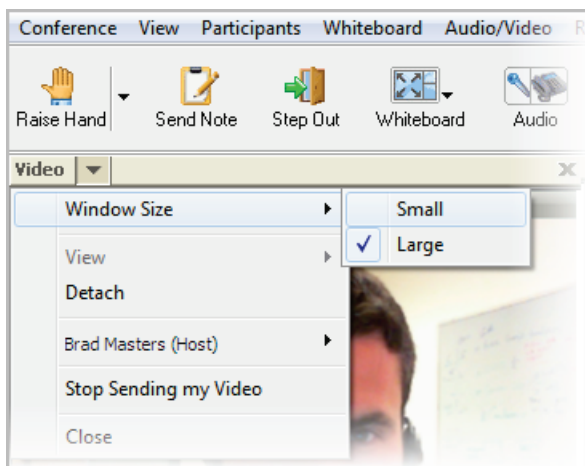 Conference View Participants Whiteboard Audio/Video R
Raise Hand Send Note Step Out Whiteboard Audio
Video
Window Size
Small
Large
View
Detach
Brad Masters (Host)
Stop Sending my Video
Close